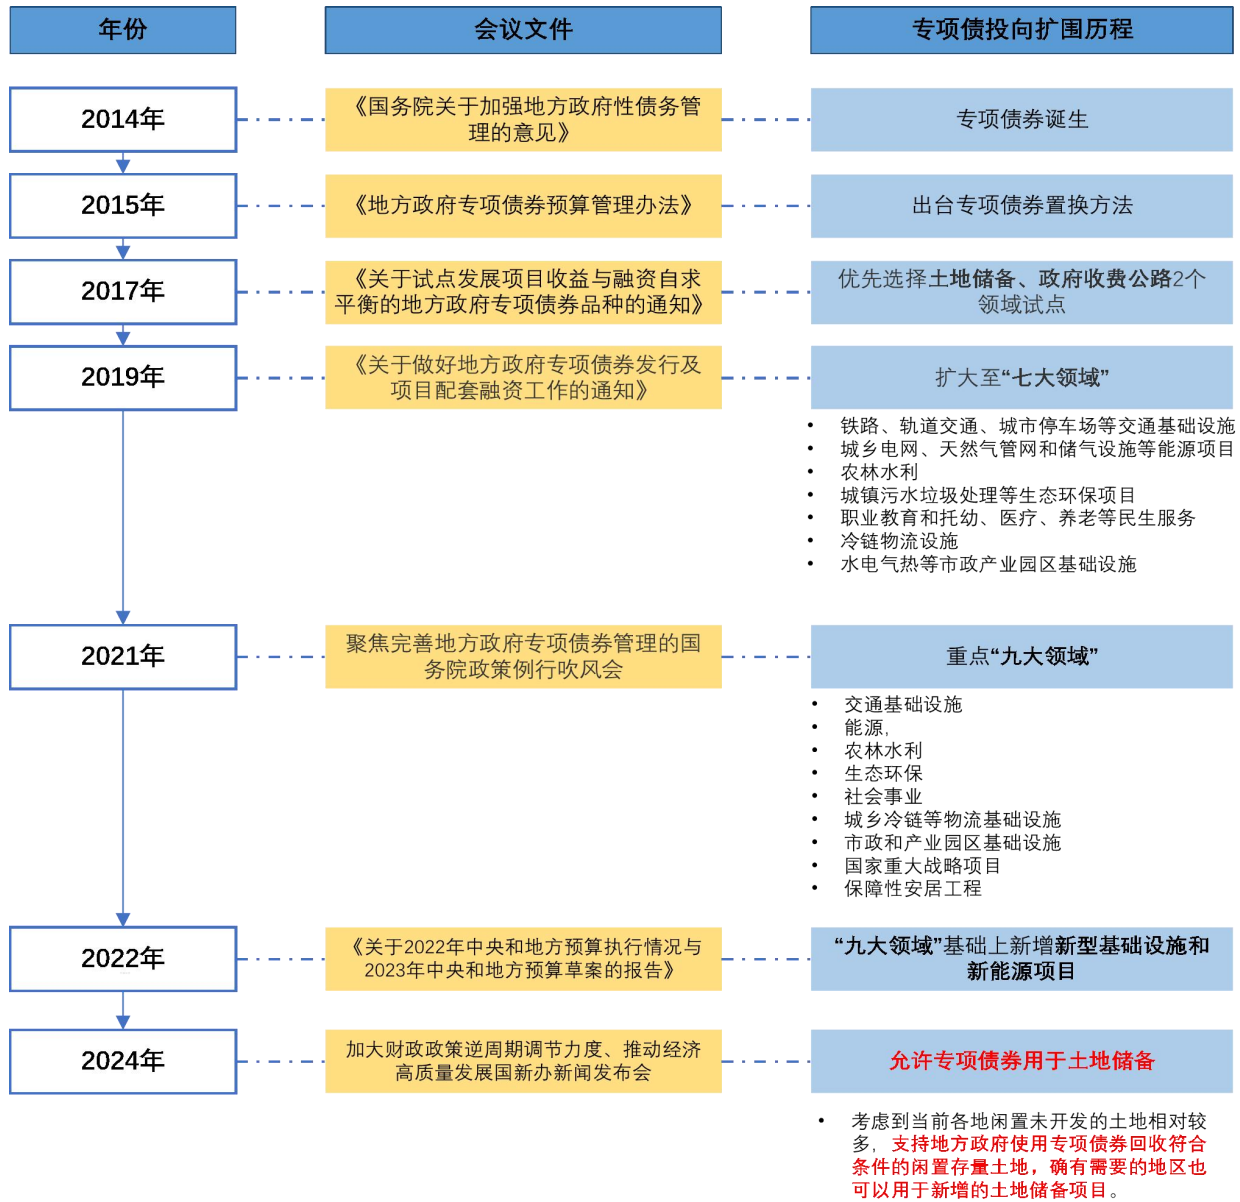 年份
会议文件
专项债投向扩围历程
2014年
《国务院关于加强地方政府性债务管
理的意见》
专项债券诞生
2015年
《地方政府专项债券预算管理办法》
出台专项债券置换方法
2017年
《关于试点发展项目收益与融资自求
平衡的地方政府专项债券品种的通知》
优先选择土地储备、政府收费公路2个
领域试点
2019年
《关于做好地方政府专项债券发行及
项目配套融资工作的通知》
扩大至“七大领域”
• 铁路、轨道交通、城市停车场等交通基础设施
• 城乡电网、天然气管网和储气设施等能源项目
• 农林水利
• 城镇污水垃圾处理等生态环保项目
• 职业教育和托幼、医疗、养老等民生服务
• 冷链物流设施
• 水电气热等市政产业园区基础设施
2021年
聚焦完善地方政府专项债券管理的国
务院政策例行吹风会
重点“九大领域”
• 交通基础设施
• 能源,
• 农林水利
• 生态环保
• 社会事业
• 城乡冷链等物流基础设施
• 市政和产业园区基础设施
• 国家重大战略项目
• 保障性安居工程
2022年
《关于2022年中央和地方预算执行情况与
2023年中央和地方预算草案的报告》
“九大领域”基础上新增新型基础设施和
新能源项目
2024年
加大财政政策逆周期调节力度、推动经济
高质量发展国新办新闻发布会
允许专项债券用于土地储备
• 考虑到当前各地闲置未开发的土地相对较
多，支持地方政府使用专项债券回收符合
条件的闲置存量土地，确有需要的地区也
可以用于新增的土地储备项目。